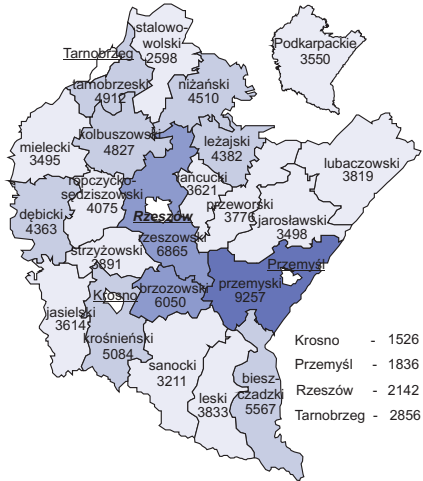 stalowo-
wolski
2598
Podkarpackie
3550
Tarnobrzeg
tarnobrzeski
4912
niżański
4510
kolbuszowski
4827
mielecki
3495
leżajski
4382
lubaczowski
3819
ropczycko-
sędziszowski
4075
łańcucki
3621
dębicki
4363
Rzeszów
przeworski
3776
jarosławski
3498
rzeszowski
6865
strzyżowski
3891
Przemyśl
przemyski
9257
Krosno
brzozowski
6050
jasielski
3614
krośnieński
5084
sanocki
3211
leski
3833
biesz-
czadzki
5567
Krosno - 1526
Przemyśl - 1836
Rzeszów - 2142
Tarnobrzeg - 2856